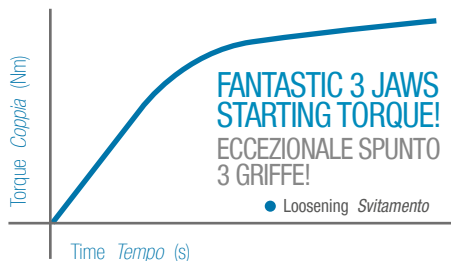 Torque Coppia (Nm)
FANTASTIC 3 JAWS
STARTING TORQUE!
ECCEZIONALE SPUNTO
3 GRIFFE!
Loosening Svitamento
Time Tempo (s)